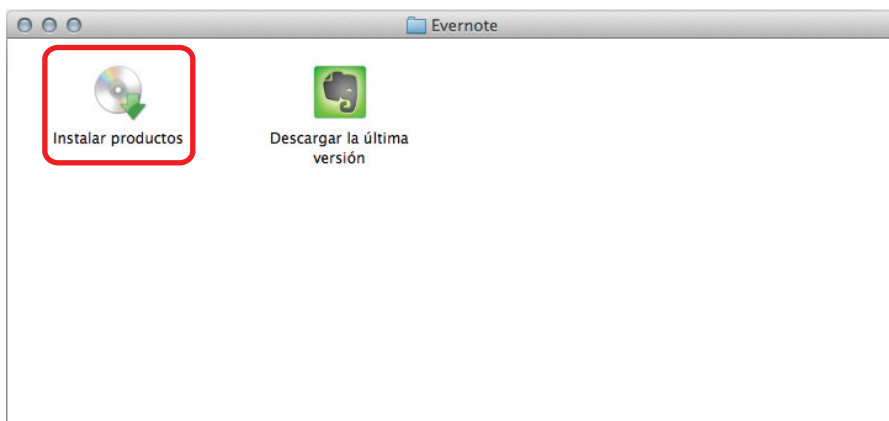 Evernote
Instalar productos
Descargar la última
versión